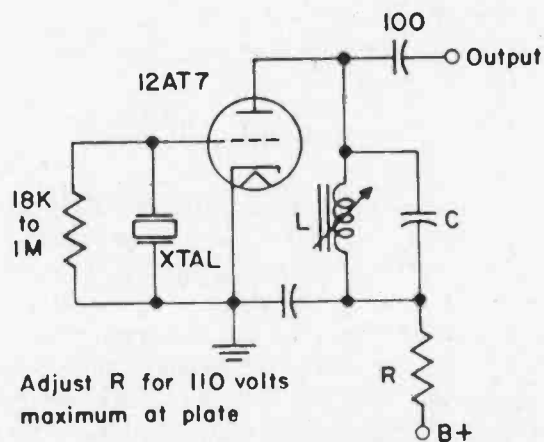 100
Output
12AT7
18K
to
1M
XTAL
L
C
R
Adjust R for 110 volts
maximum at plate
B+